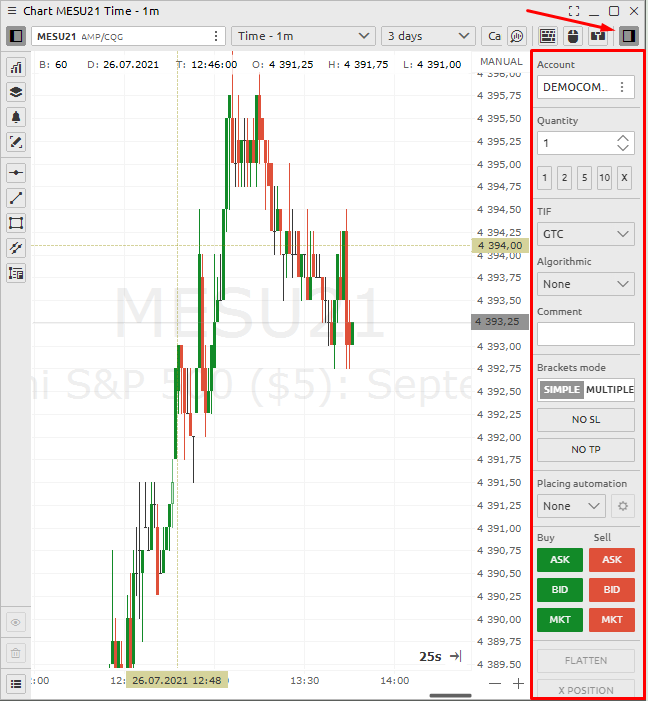 Chart MESU21 Time - 1m
MESU21 AMP/CQG
Time - 1m
3 days
Ca
B: 60 D: 26.07.2021 T: 12:46:00 O: 4 391,25 H: 4 391,75 L: 4 391,00
MANUAL
4 396,00
4 395,75
4 395,50
4 395,25
4 395,00
4 394,75
4 394,50
4 394,25
4 394,00
4 394,00
4 393,75
4 393,50
4 393,25
4 393,00
4 392,75
4 392,50
4 392,25
4 392,00
4 391,75
4 391,50
4 391,25
4 391,00
4 390,75
4 390,50
4 390,25
4 390,00
4 389,75
4 389,50
MESU21
ni S&P 500 ($5): Septe
25s
:00
12:
26.07.2021 12:48
13:30
14:00
Account
DEMOCOM...
Quantity
1
1 2 5 10 X
TIF
GTC
Algorithmic
None
Comment
Brackets mode
SIMPLE MULTIPLE
NO SL
NO TP
Placing automation
None
Buy Sell
ASK ASK
BID BID
MKT MKT
FLATTEN
X POSITION